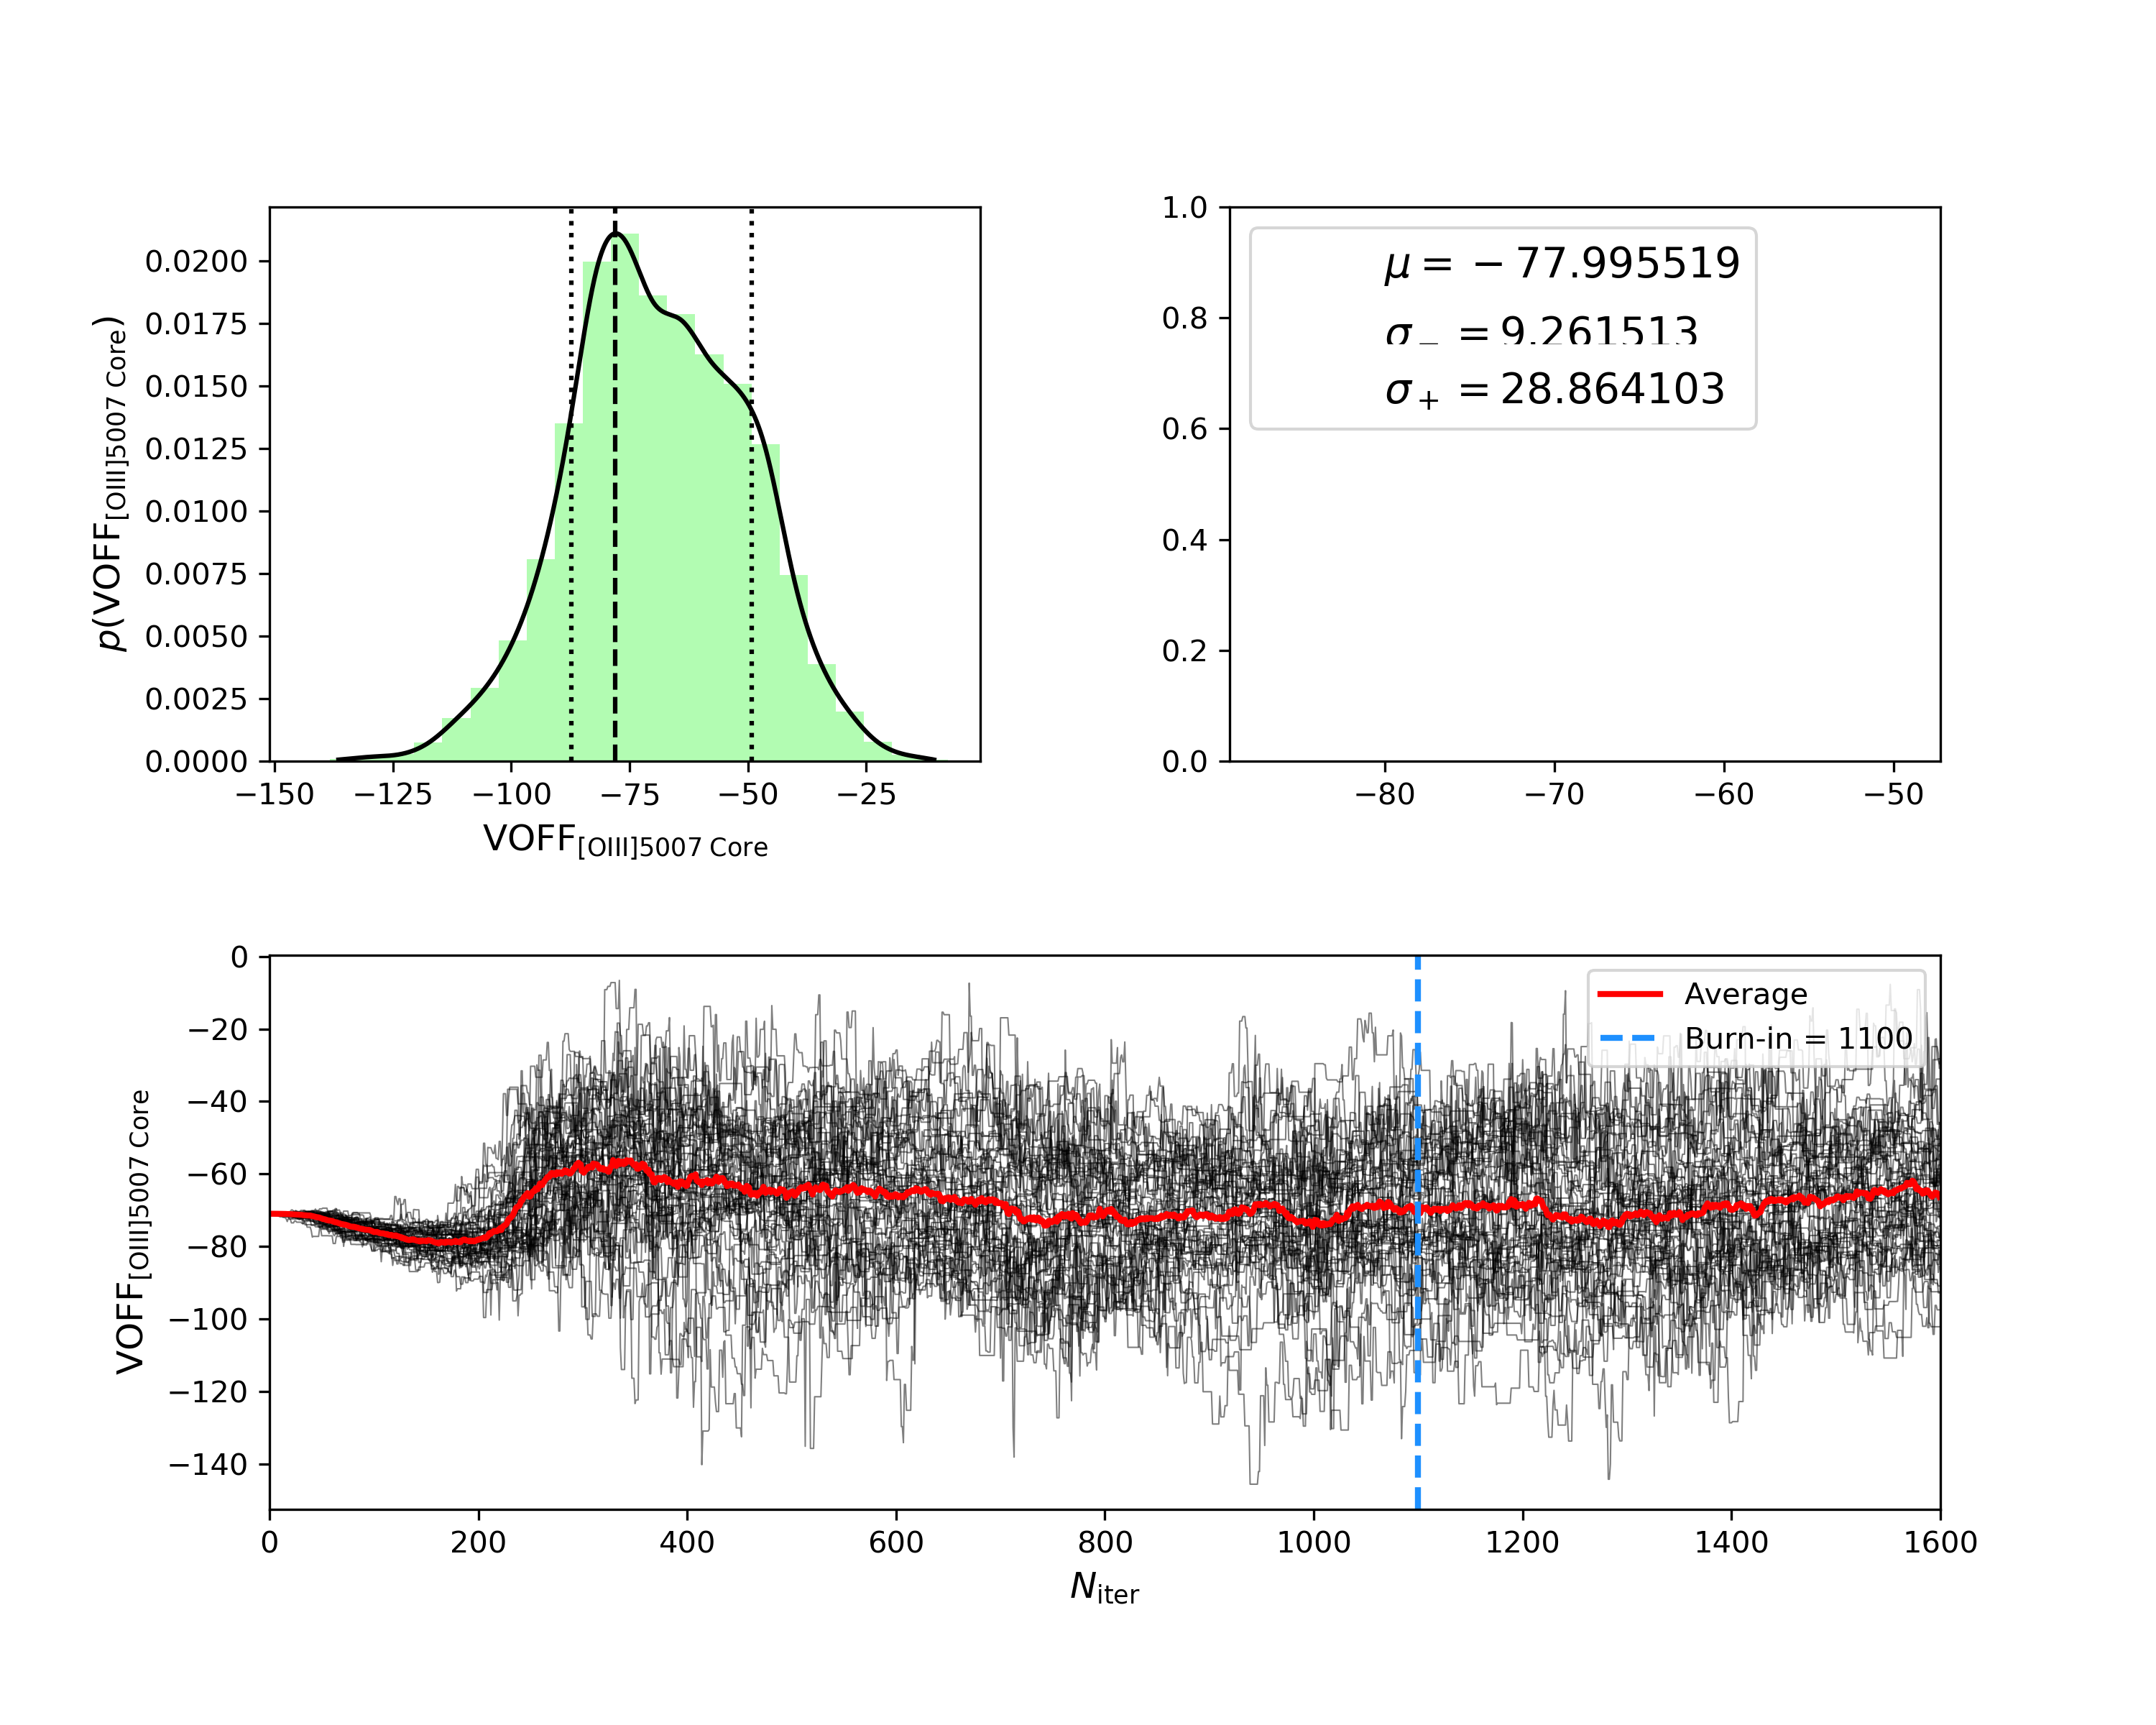 0.0200
0.0175
0.0150
0.0125
0.0100
0.0075
0.0050
0.0025
0.0000
p(VOFF[OIII]5007 Core)
−150 −125 −100 −75 −50 −25
VOFF[OIII]5007 Core
1.0
0.8
0.6
0.4
0.2
0.0
μ = −77.995519
σ− = 9.261513
σ+ = 28.864103
−80 −70 −60 −50
0
−20
−40
−60
−80
−100
−120
−140
VOFF[OIII]5007 Core
Average
Burn-in = 1100
0 200 400 600 800 1000 1200 1400 1600
Niter